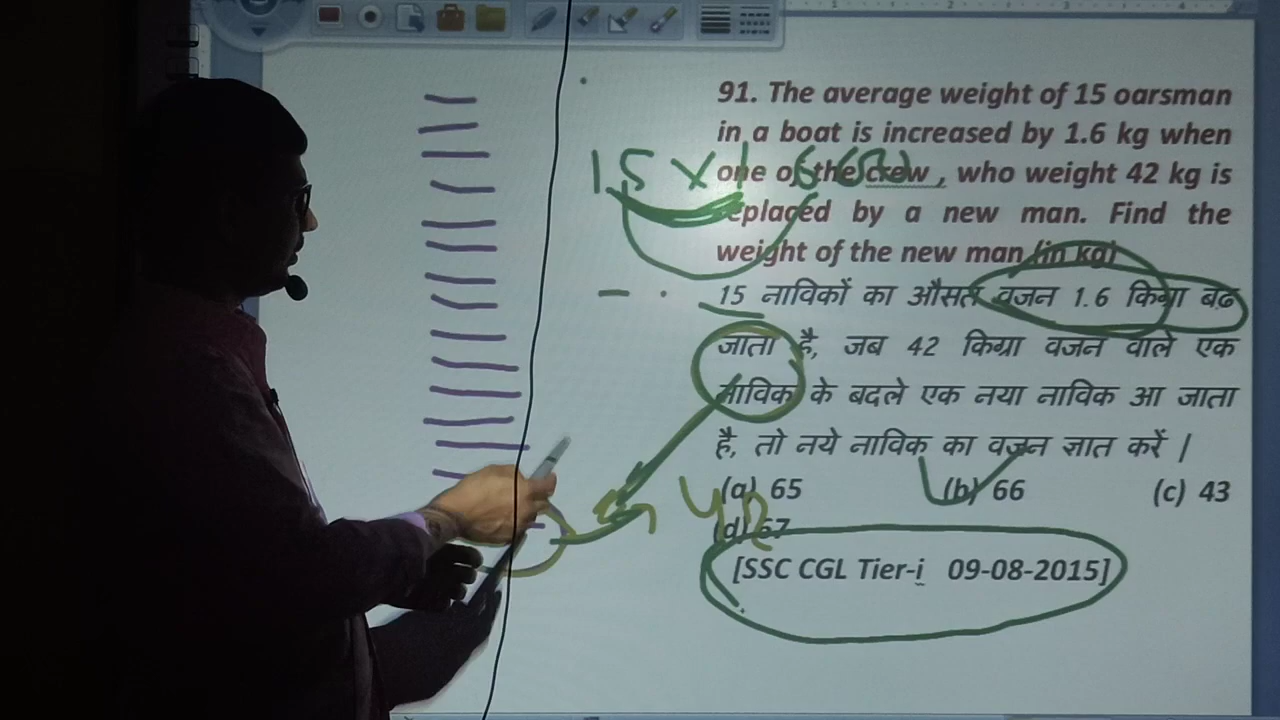 91. The average weight of 15 oarsman
in a boat is increased by 1.6 kg when
one of the crew , who weight 42 kg is
replaced by a new man. Find the
weight of the new man (in kg)
15 नाविकों का औसत वजन 1.6 किग्रा बढ़
जाता है, जब 42 किग्रा वजन वाले एक
नाविक के बदले एक नया नाविक आ जाता
है, तो नये नाविक का वजन ज्ञात करें |
(a) 65 (b) 66 (c) 43
(d) 67
[SSC CGL Tier-i 09-08-2015]
15 x 1.6
42